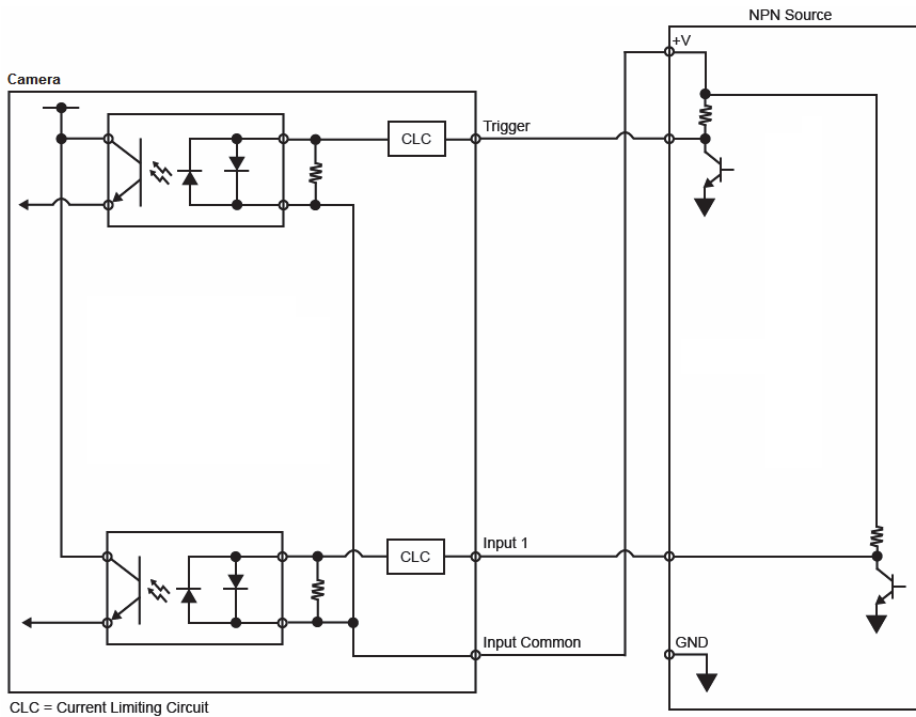 NPN Source
+V
Camera
CLC
Trigger
CLC
Input 1
Input Common
GND
CLC = Current Limiting Circuit